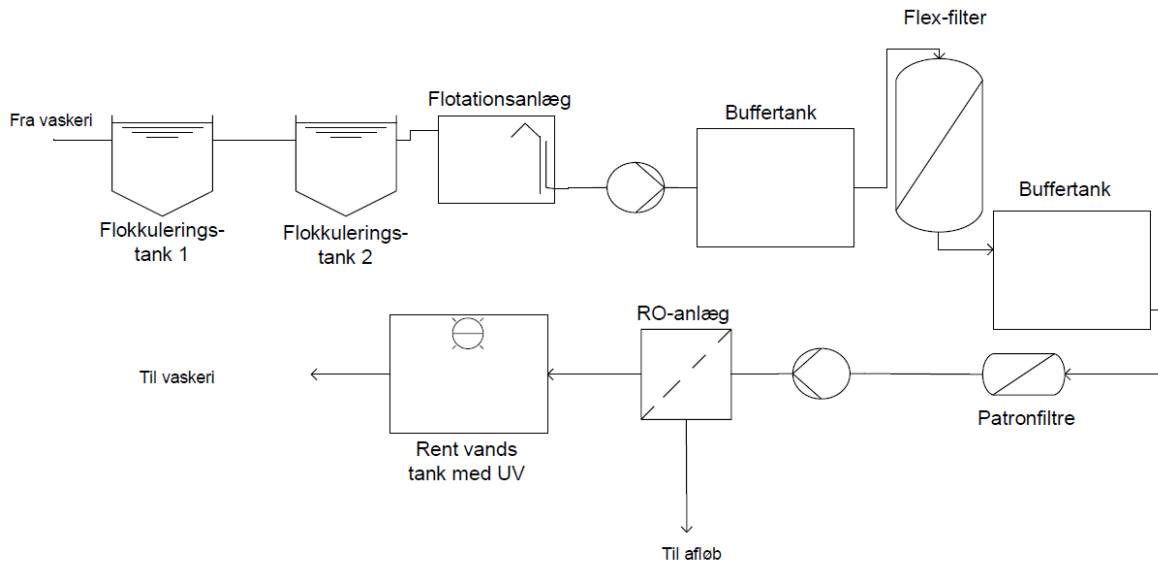 Flex-filter
Fra vaskeri
Flotationsanlæg
Buffertank
Flokkulerings-
tank 1
Flokkulerings-
tank 2
Buffertank
RO-anlæg
Til vaskeri
Rent vands
tank med UV
Patronfiltre
Til afløb